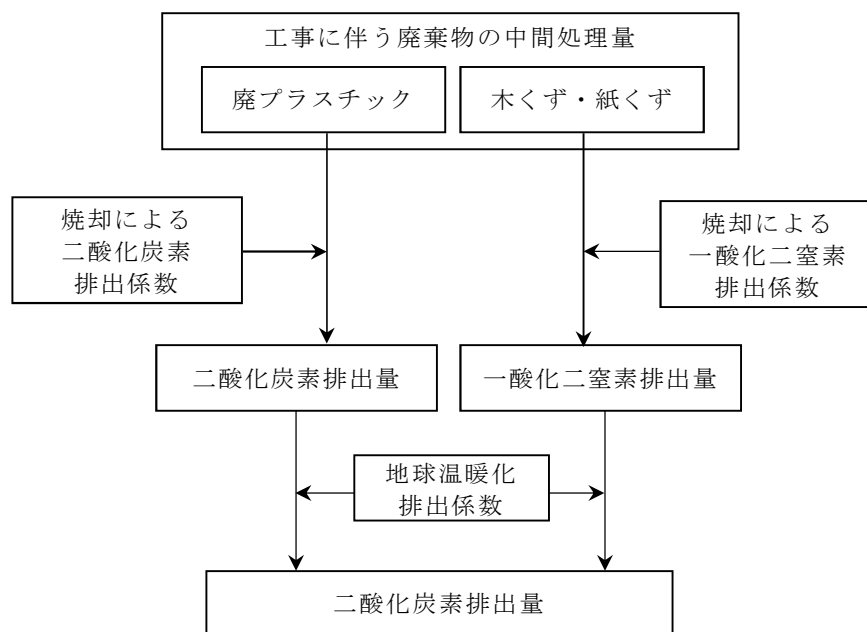 工事に伴う廃棄物の中間処理量
廃プラスチック
木くず・紙くず
焼却による
二酸化炭素
排出係数
焼却による
一酸化二窒素
排出係数
二酸化炭素排出量
一酸化二窒素排出量
地球温暖化
排出係数
二酸化炭素排出量